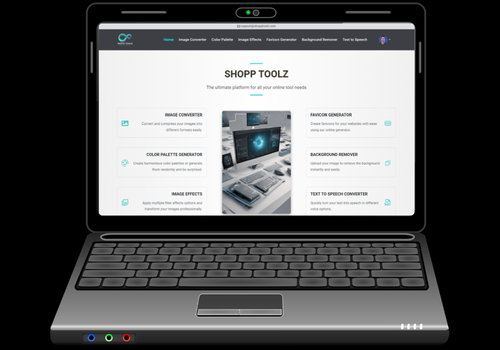 Home Image Converter Color Palette Image Effects Favicon Generator Background Remover Text to Speech
SHOPP TOOLZ
The ultimate platform for all your online tool needs
IMAGE CONVERTER
Convert and compress your images into
different formats easily.
COLOR PALETTE GENERATOR
Create harmonious color palettes or generate
them randomly and be surprised.
IMAGE EFFECTS
Apply multiple filter effects options and
transform your images professionally.
FAVICON GENERATOR
Create favicons for your websites with ease
using our online generator.
BACKGROUND REMOVER
Upload your image to remove the background
instantly and easily.
TEXT TO SPEECH CONVERTER
Quickly turn your text into speech in different
voice options.